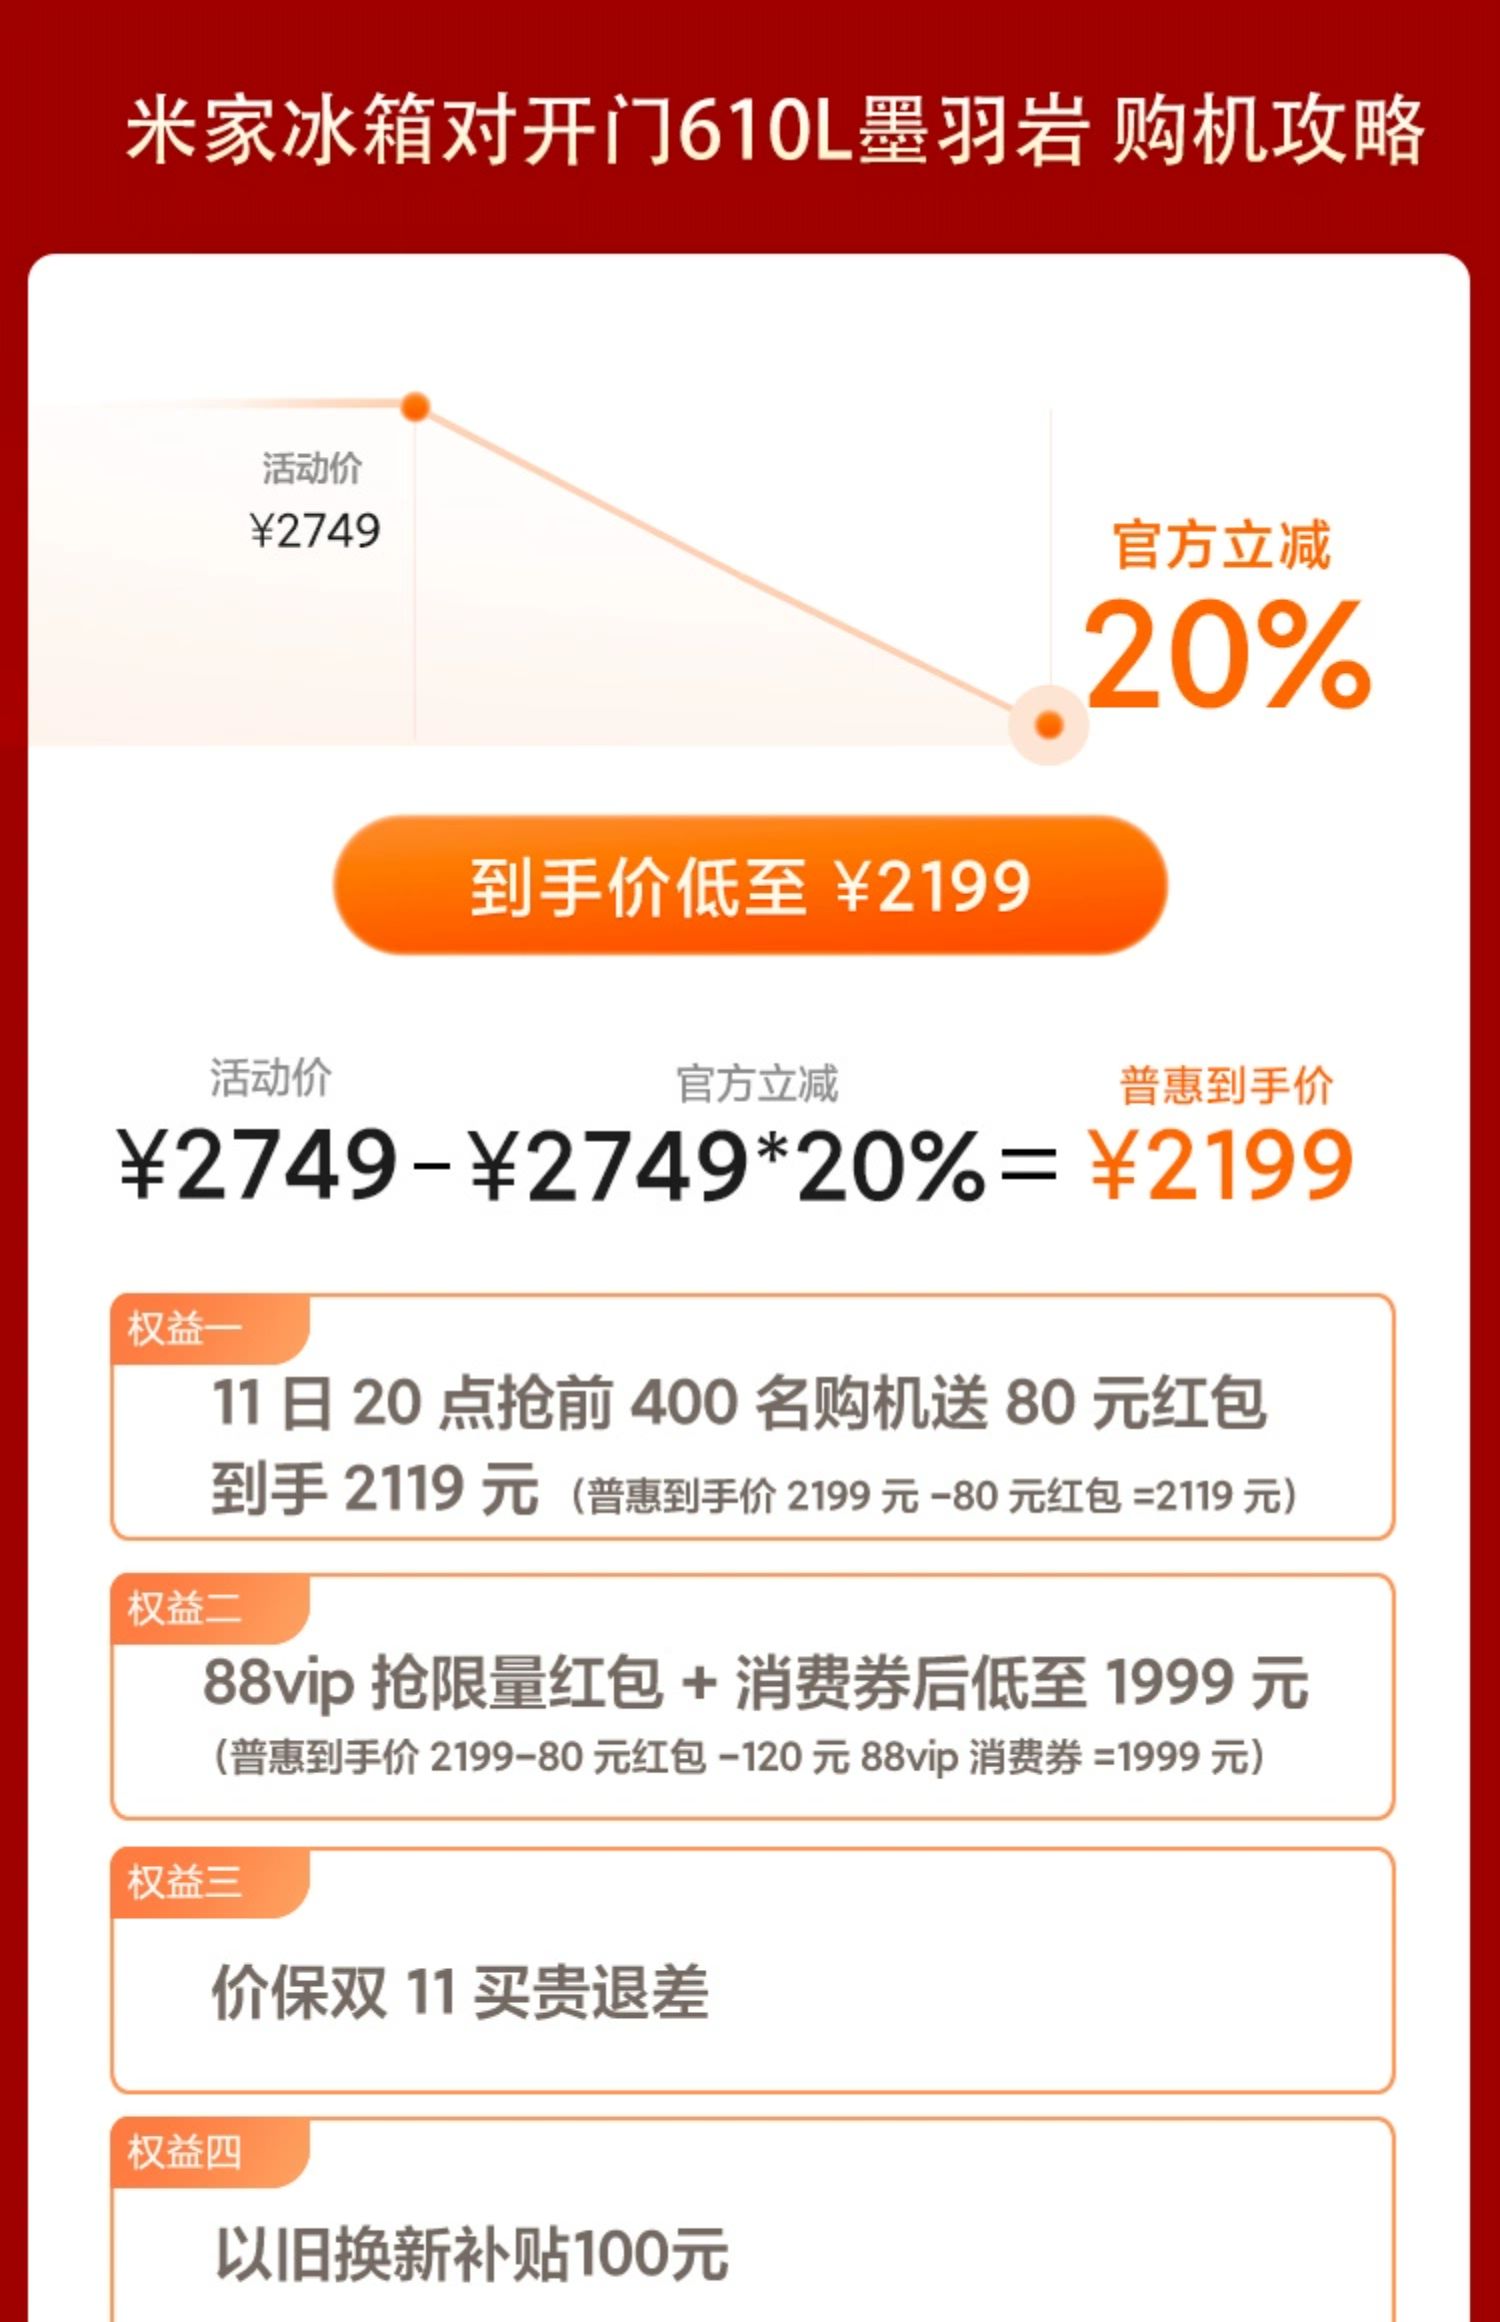 米家冰箱对开门610L墨羽岩 购机攻略
活动价
¥2749
官方立减
20%
到手价低至 ¥2199
活动价 官方立减 普惠到手价
¥2749-¥2749*20%= ¥2199
权益一
11 日 20 点抢前 400 名购机送 80 元红包
到手 2119 元（普惠到手价 2199 元 -80 元红包 =2119 元）
权益二
88vip 抢限量红包 + 消费券后低至 1999 元
（普惠到手价 2199-80 元红包 -120 元 88vip 消费券 =1999 元）
权益三
价保双 11 买贵退差
权益四
以旧换新补贴100元